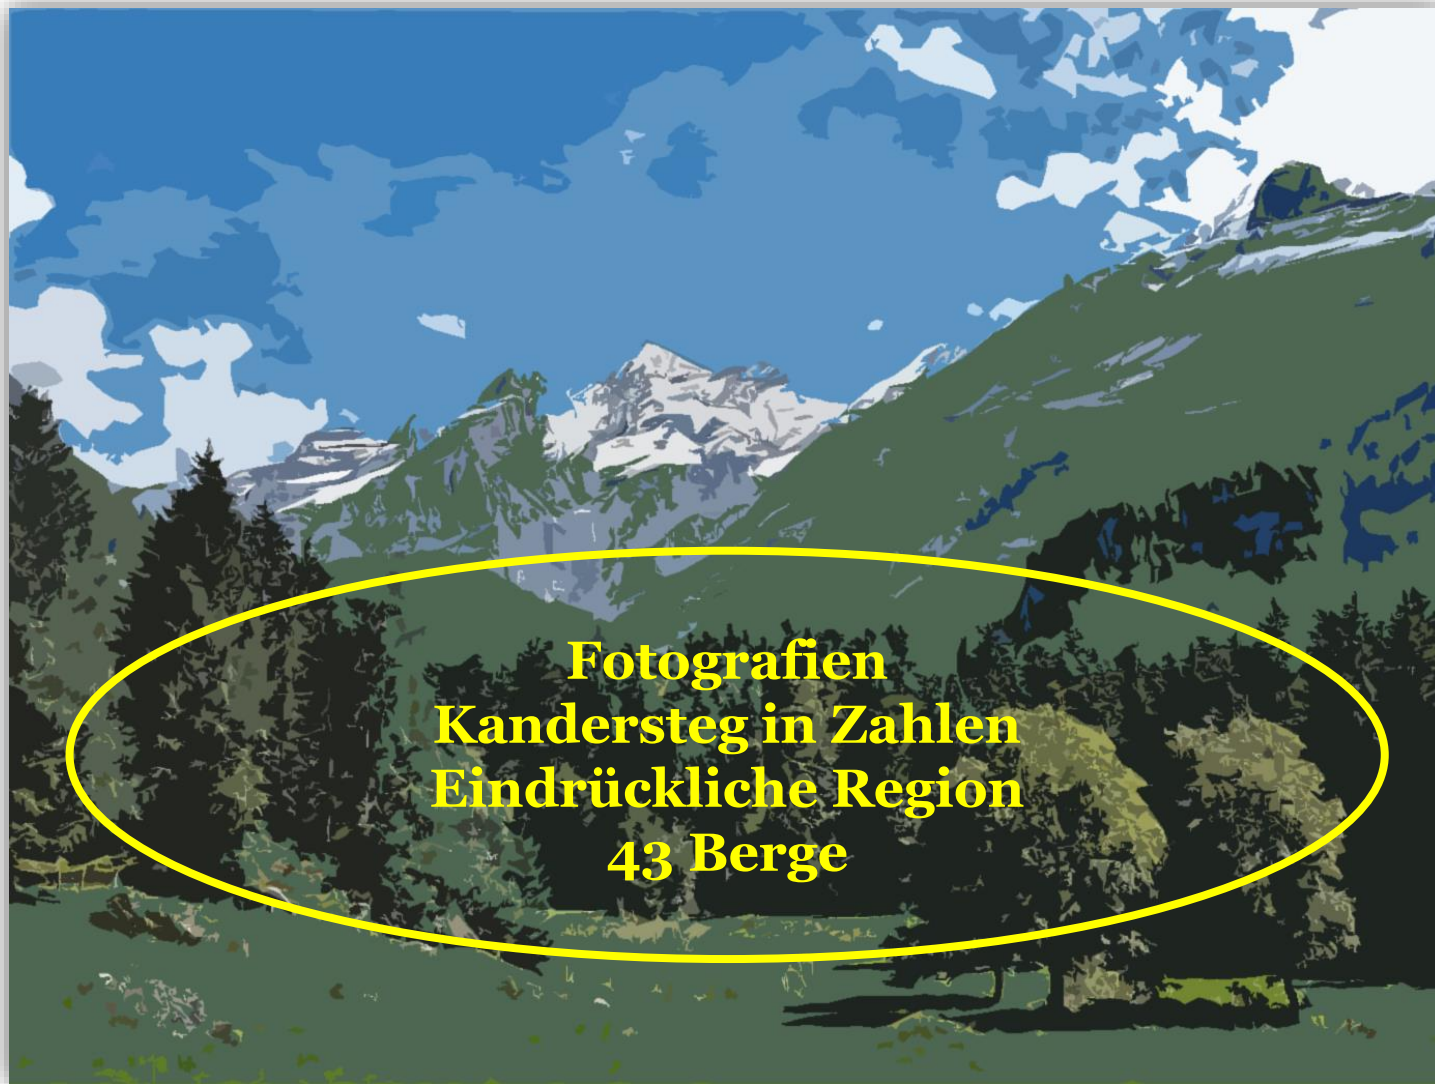 Fotografien
Kandersteg in Zahlen
Eindrückliche Region
43 Berge